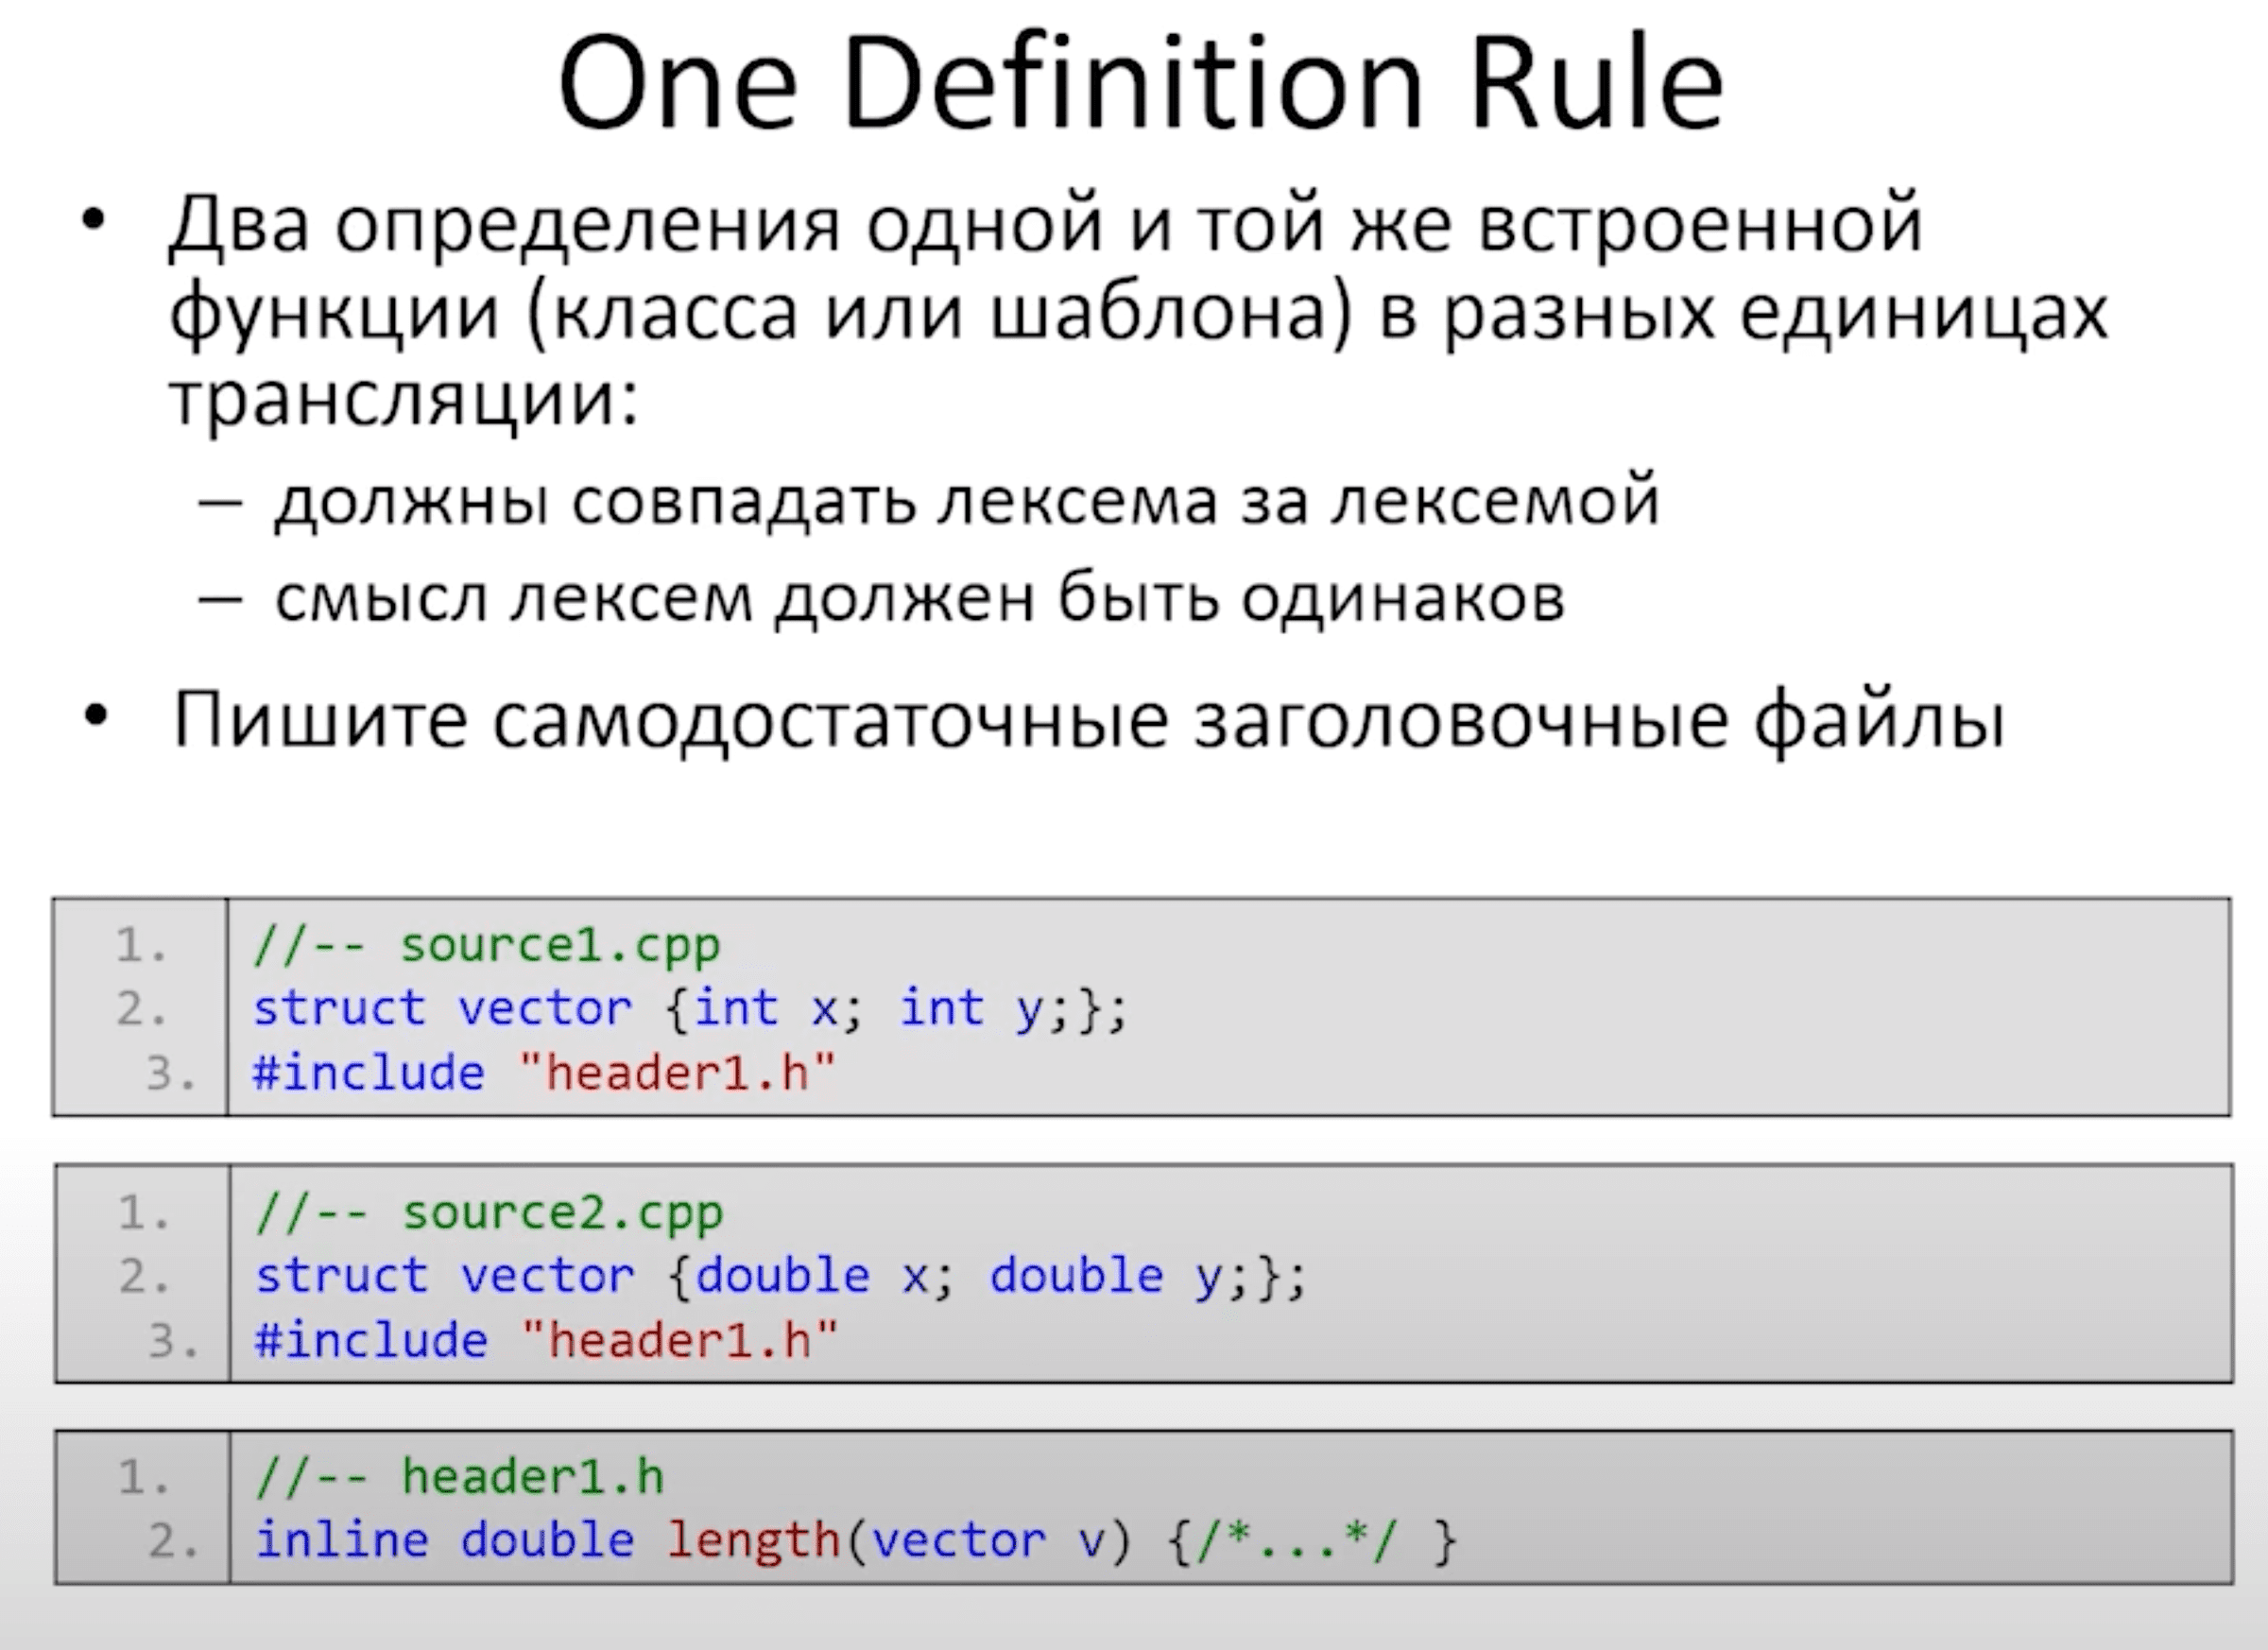 One Definition Rule
• Два определения одной и той же встроенной
функции (класса или шаблона) в разных единицах
трансляции:
– должны совпадать лексема за лексемой
– смысл лексем должен быть одинаков
• Пишите самодостаточные заголовочные файлы
1. //-- source1.cpp
2. struct vector {int x; int y;};
3. #include "header1.h"
1. //-- source2.cpp
2. struct vector {double x; double y;};
3. #include "header1.h"
1. //-- header1.h
2. inline double length(vector v) {/*...*/ }